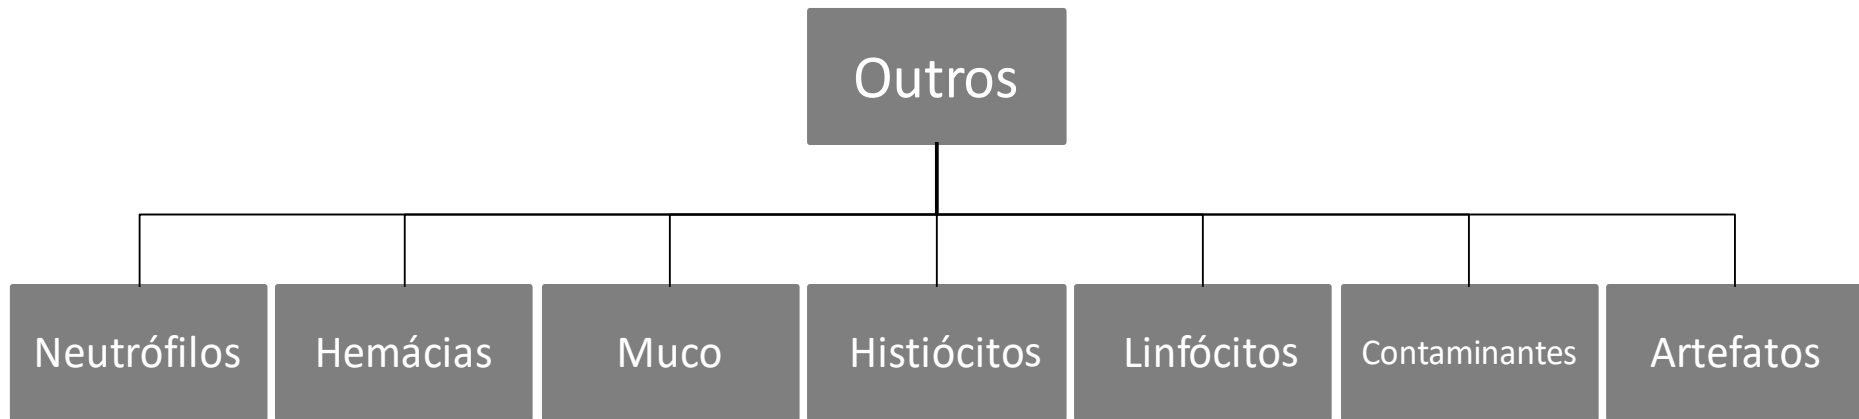 Outros
Neutrófilos
Hemácias
Muco
Histiócitos
Linfócitos
Contaminantes
Artefatos